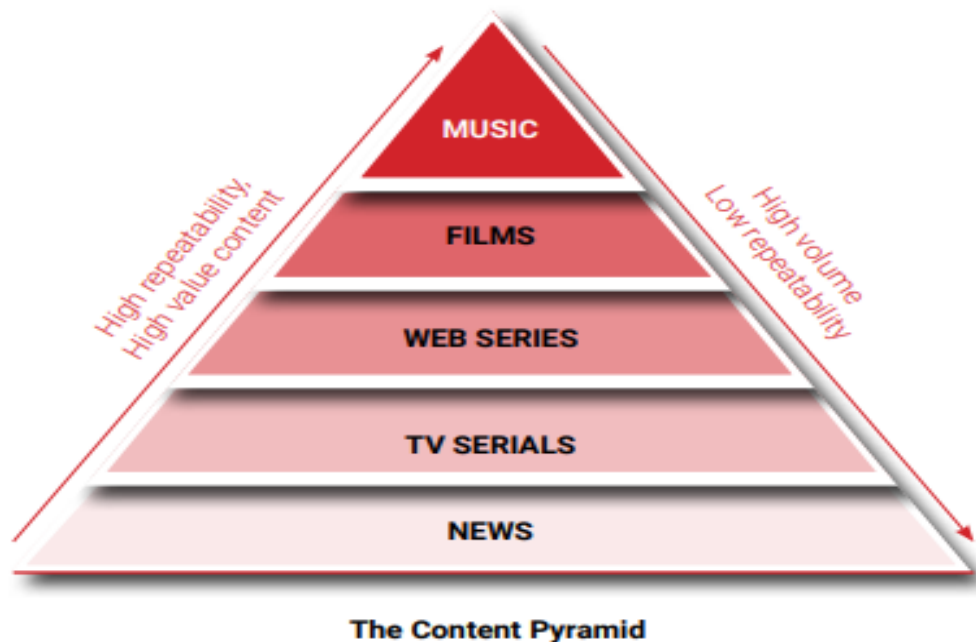 MUSIC
High repeatability,
High value content
High volume
Low repeatability
FILMS
WEB SERIES
TV SERIALS
NEWS
The Content Pyramid